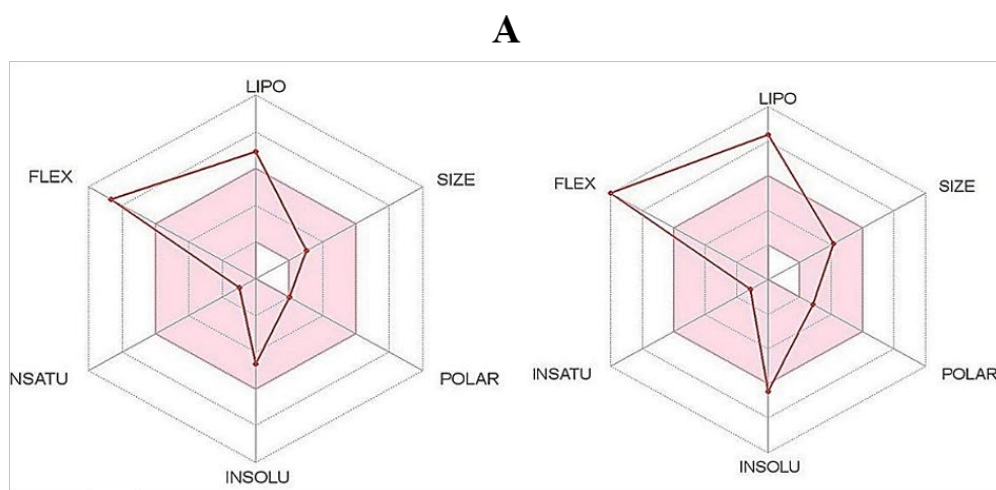 A
LIPO
FLEX
SIZE
NSATU
POLAR
INSOLU
LIPO
FLEX
SIZE
INSATU
POLAR
INSOLU